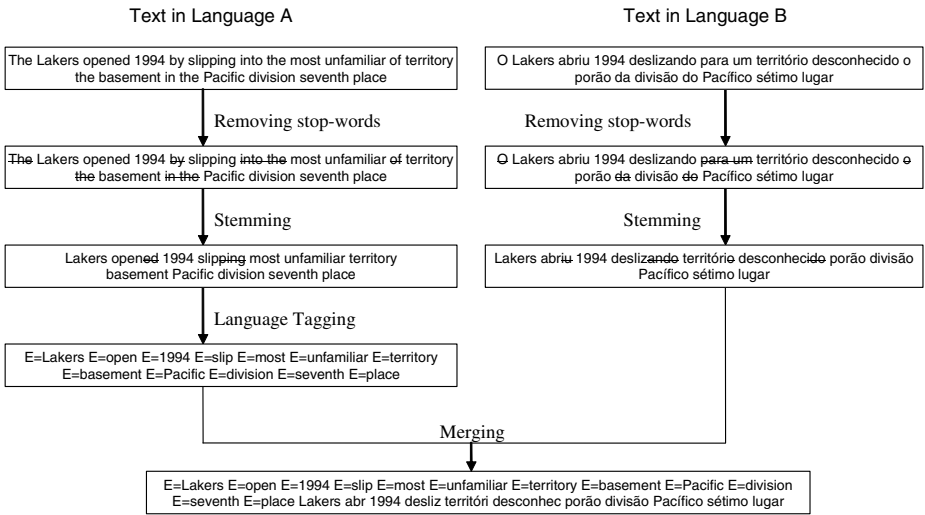 Text in Language A
Text in Language B
The Lakers opened 1994 by slipping into the most unfamiliar of territory
the basement in the Pacific division seventh place
O Lakers abriu 1994 deslizando para um território desconhecido o
porão da divisão do Pacífico sétimo lugar
Removing stop-words
Removing stop-words
The Lakers opened 1994 by slipping into the most unfamiliar of territory
the basement in the Pacific division seventh place
O Lakers abriu 1994 deslizando para um território desconhecido o
porão da divisão do Pacífico sétimo lugar
Stemming
Stemming
Lakers opened 1994 slipping most unfamiliar territory
basement Pacific division seventh place
Lakers abriu 1994 deslizando território desconhecido porão divisão
Pacífico sétimo lugar
Language Tagging
E=Lakers E=open E=1994 E=slip E=most E=unfamiliar E=territory
E=basement E=Pacific E=division E=seventh E=place
Merging
E=Lakers E=open E=1994 E=slip E=most E=unfamiliar E=territory E=basement E=Pacific E=division
E=seventh E=place Lakers abr 1994 desliz territóri desconhec porão divisão Pacífico sétimo lugar